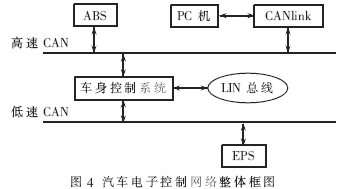 ABS
PC 机
CANlink
高速 CAN
车身控制系统
LIN 总线
低速 CAN
EPS
图 4 汽车电子控制网络整体框图